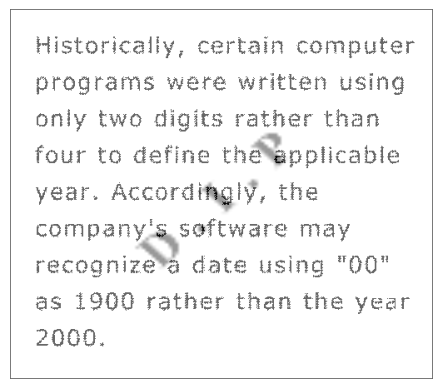 Historically, certain computer
programs were written using
only two digits rather than
four to define the applicable
year. Accordingly, the
company's software may
recognize a date using "00"
as 1900 rather than the year
2000.
D.I.P